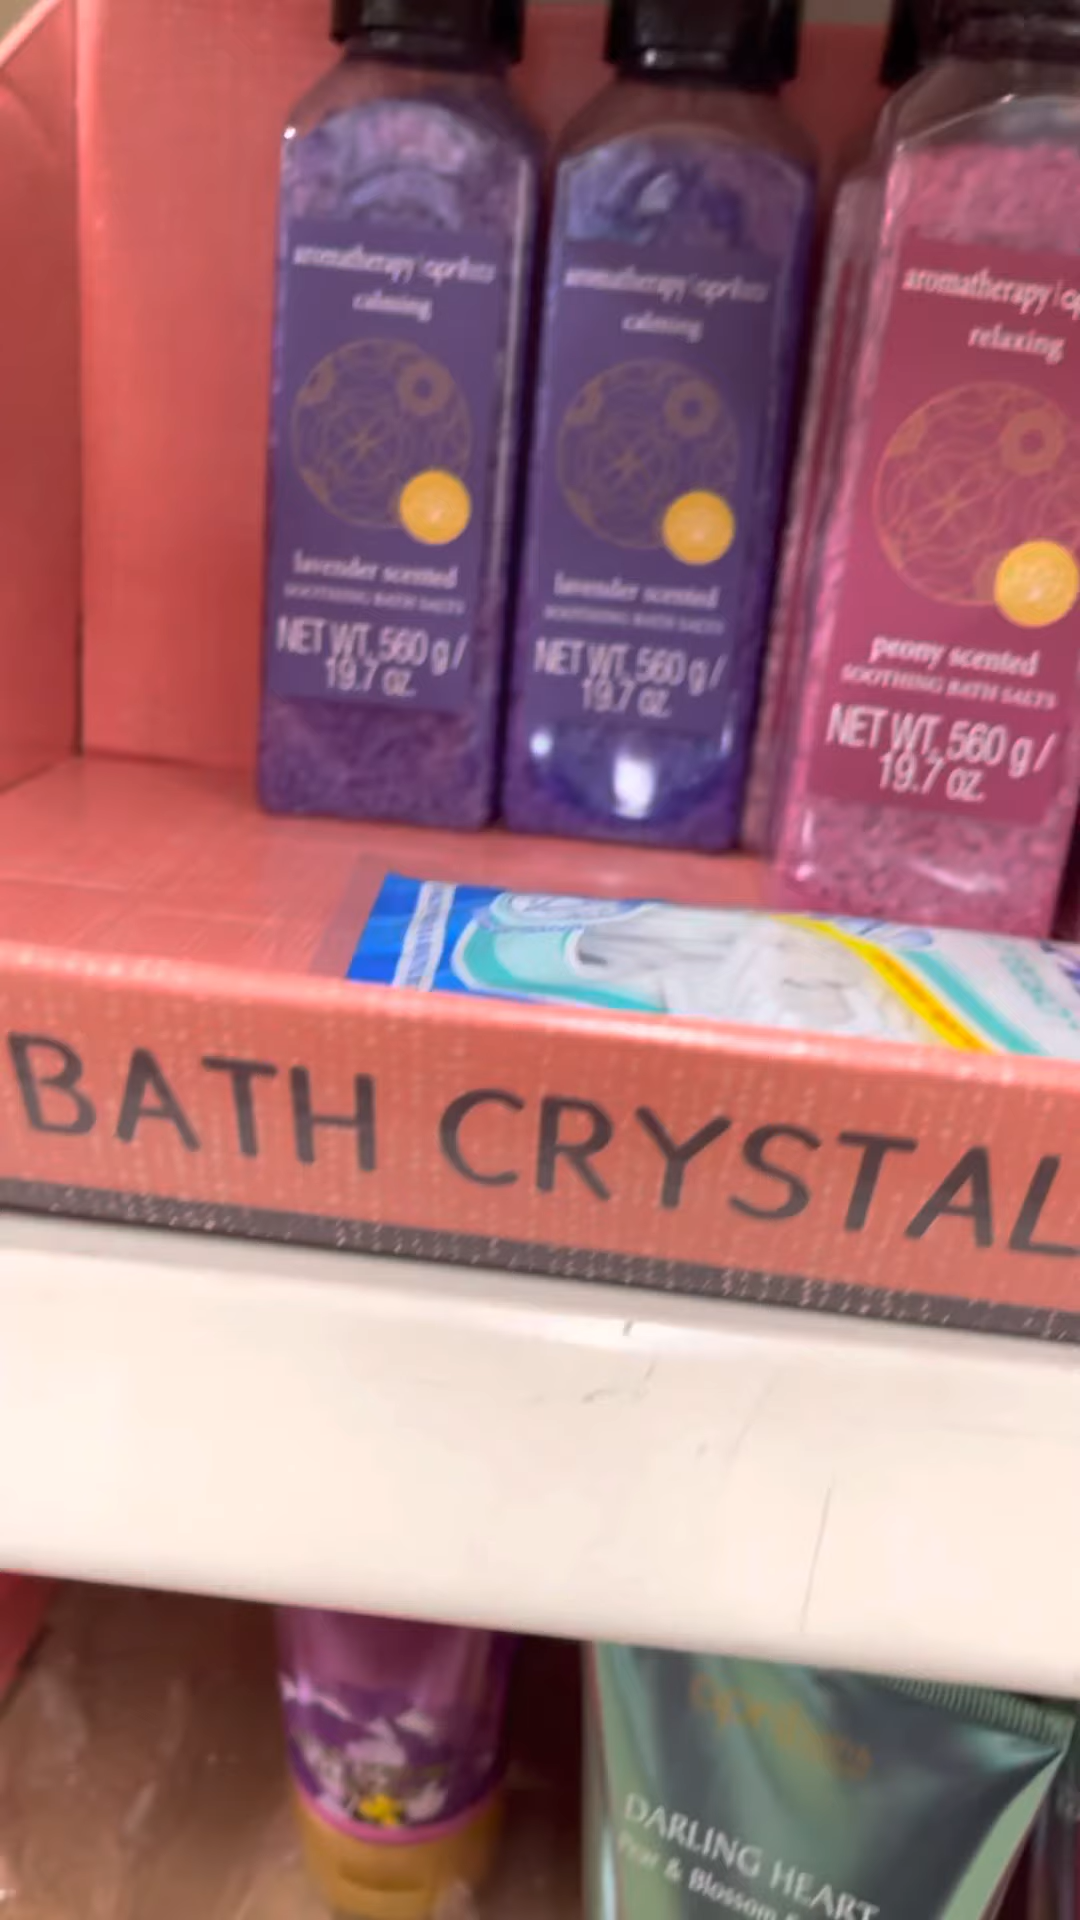 aromatherapy
calming
lavender scented
SOOTHING BATH SALTS
NET WT. 560 g /
19.7 oz.
aromatherapy
calming
lavender scented
SOOTHING BATH SALTS
NET WT. 560 g /
19.7 oz.
aromatherapy
relaxing
peony scented
SOOTHING BATH SALTS
NET WT. 560 g /
19.7 oz.
BATH CRYSTAL
DARLING HEART
& Blossom